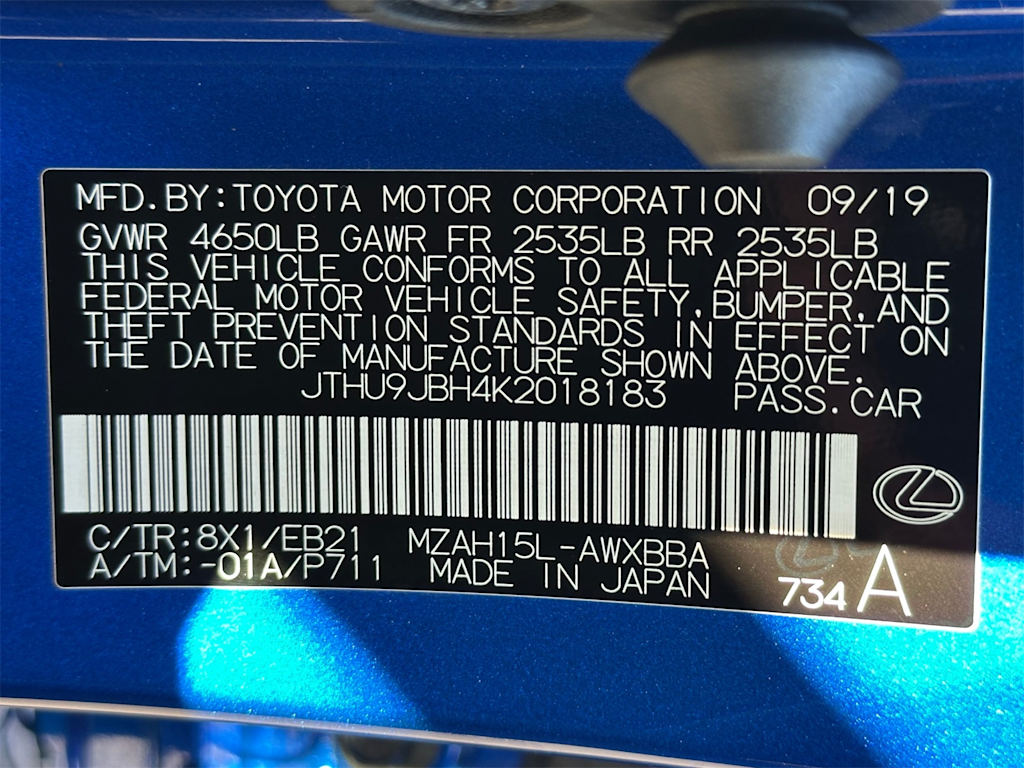 MFD.BY:TOYOTA MOTOR CORPORATION 09/19
GVWR 4650LB GAWR FR 2535LB RR 2535LB
THIS VEHICLE CONFORMS TO ALL APPLICABLE
FEDERAL MOTOR VEHICLE SAFETY,BUMPER,AND
THEFT PREVENTION STANDARDS IN EFFECT ON
THE DATE OF MANUFACTURE SHOWN ABOVE.
JTHU9JBH4K2018183 PASS.CAR
C/TR:8X1/EB21 MZAH15L-AWXBBA
A/TM:-01A/P711 MADE IN JAPAN
734 A